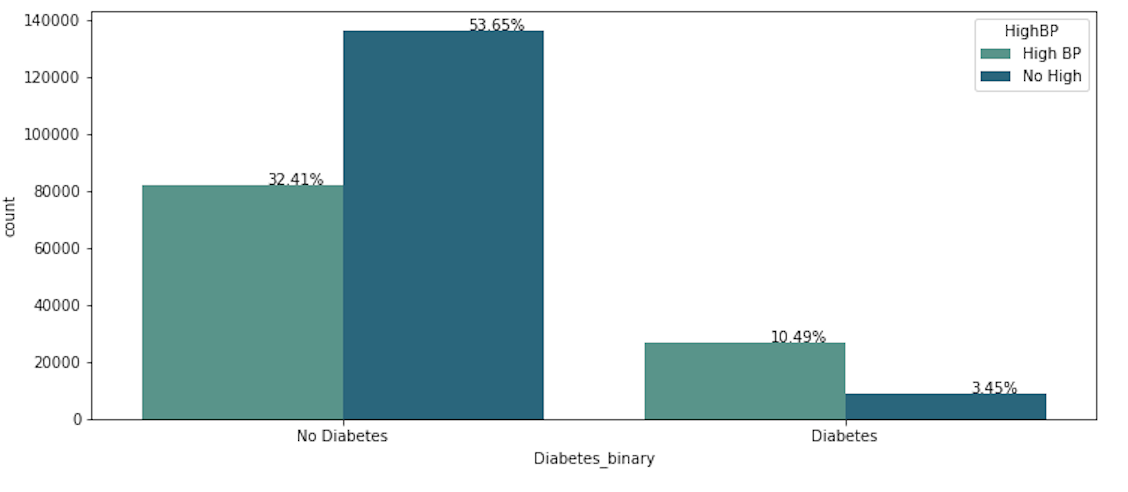 140000
120000
100000
80000
60000
40000
20000
0
count
53.65%
32.41%
10.49%
3.45%
HighBP
High BP
No High
No Diabetes
Diabetes
Diabetes_binary